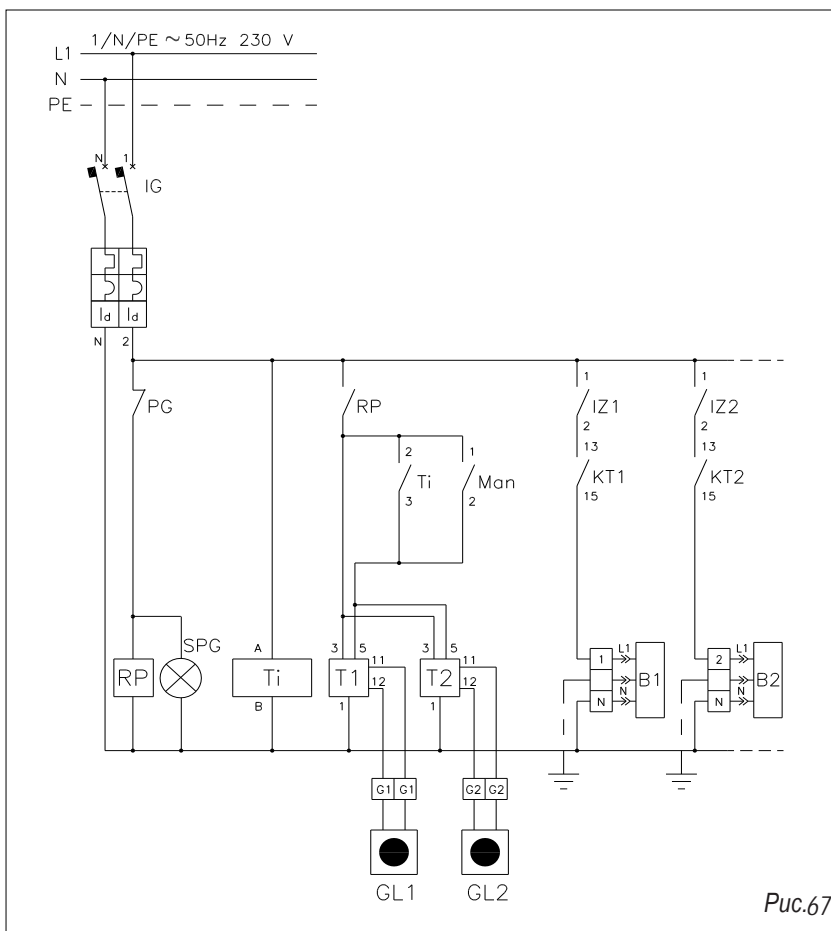 1/N/PE ~ 50Hz 230 V
L1
N
PE
N 1
IG
Id Id
N 2
PG RP 1 IZ1 2 1 IZ2 2
2 Ti 3 1 Man 2
13 KT1 15 13 KT2 15
SPG
RP
A Ti B
3 5 T1 11 12 1
3 5 T2 11 12 1
1 L1 N N B1
2 L1 N N B2
G1 G1 G2 G2
GL1 GL2
Рис.67